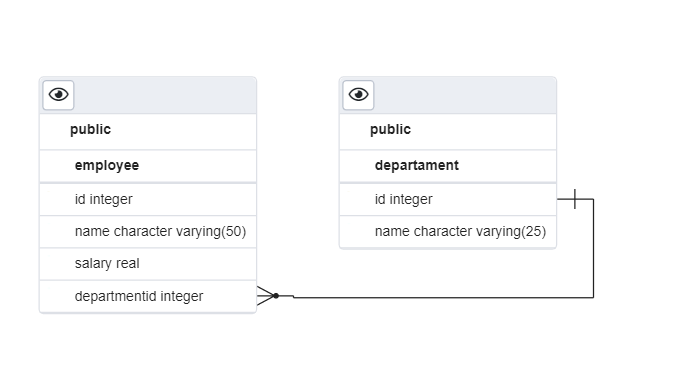 public
employee
id integer
name character varying(50)
salary real
departmentid integer
public
departament
id integer
name character varying(25)